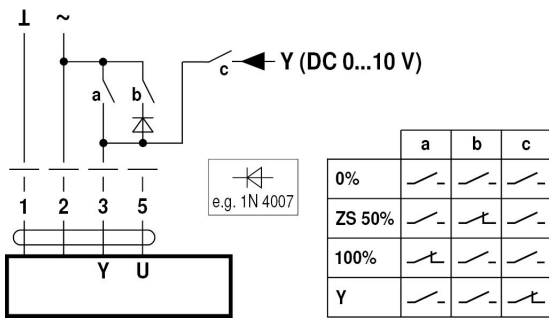 ⊥ ~
a b c Y (DC 0...10 V)
1 2 3 5
Y U
e.g. 1N 4007
a b c
0%
ZS 50%
100%
Y